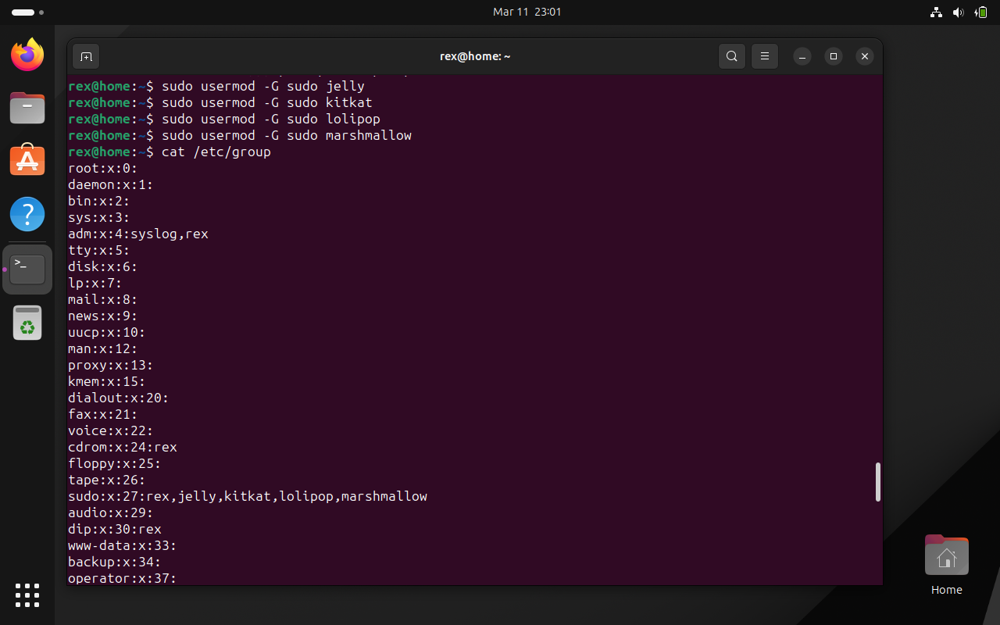 Mar 11 23:01
rex@home: ~
rex@home:~$ sudo usermod -G sudo jelly
rex@home:~$ sudo usermod -G sudo kitkat
rex@home:~$ sudo usermod -G sudo lolipop
rex@home:~$ sudo usermod -G sudo marshmallow
rex@home:~$ cat /etc/group
root:x:0:
daemon:x:1:
bin:x:2:
sys:x:3:
adm:x:4:syslog,rex
tty:x:5:
disk:x:6:
lp:x:7:
mail:x:8:
news:x:9:
uucp:x:10:
man:x:12:
proxy:x:13:
kmem:x:15:
dialout:x:20:
fax:x:21:
voice:x:22:
cdrom:x:24:rex
floppy:x:25:
tape:x:26:
sudo:x:27:rex,jelly,kitkat,lolipop,marshmallow
audio:x:29:
dip:x:30:rex
www-data:x:33:
backup:x:34:
operator:x:37:
Home